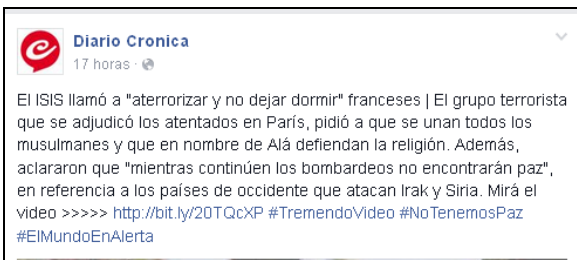 Diario Cronica
17 horas ·
El ISIS llamó a "aterrorizar y no dejar dormir" franceses | El grupo terrorista
que se adjudicó los atentados en París, pidió a que se unan todos los
musulmanes y que en nombre de Alá defiendan la religión. Además,
aclararon que "mientras continúen los bombardeos no encontrarán paz",
en referencia a los países de occidente que atacan Irak y Siria. Mirá el
video >>>>> http://bit.ly/20TQcXP #TremendoVideo #NoTenemosPaz
#ElMundoEnAlerta